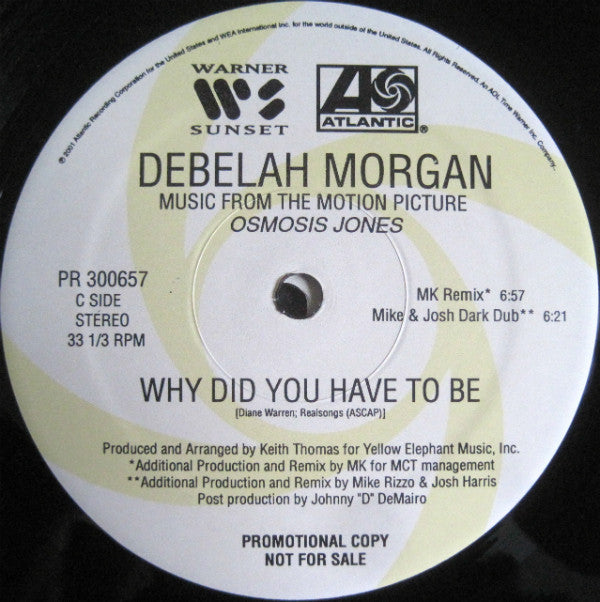 ℗ 2001 Atlantic Recording Corporation for the United States and WEA International Inc. for the world outside of the United States. All Rights Reserved. An AOL Time Warner Inc. Company.
WARNER
WS
SUNSET
A
ATLANTIC®
DEBELAH MORGAN
MUSIC FROM THE MOTION PICTURE
OSMOSIS JONES
PR 300657
C SIDE
STEREO
33 1/3 RPM
MK Remix* 6:57
Mike & Josh Dark Dub** 6:21
WHY DID YOU HAVE TO BE
[Diane Warren; Realsongs (ASCAP)]
Produced and Arranged by Keith Thomas for Yellow Elephant Music, Inc.
*Additional Production and Remix by MK for MCT management
**Additional Production and Remix by Mike Rizzo & Josh Harris
Post production by Johnny "D" DeMairo
PROMOTIONAL COPY
NOT FOR SALE